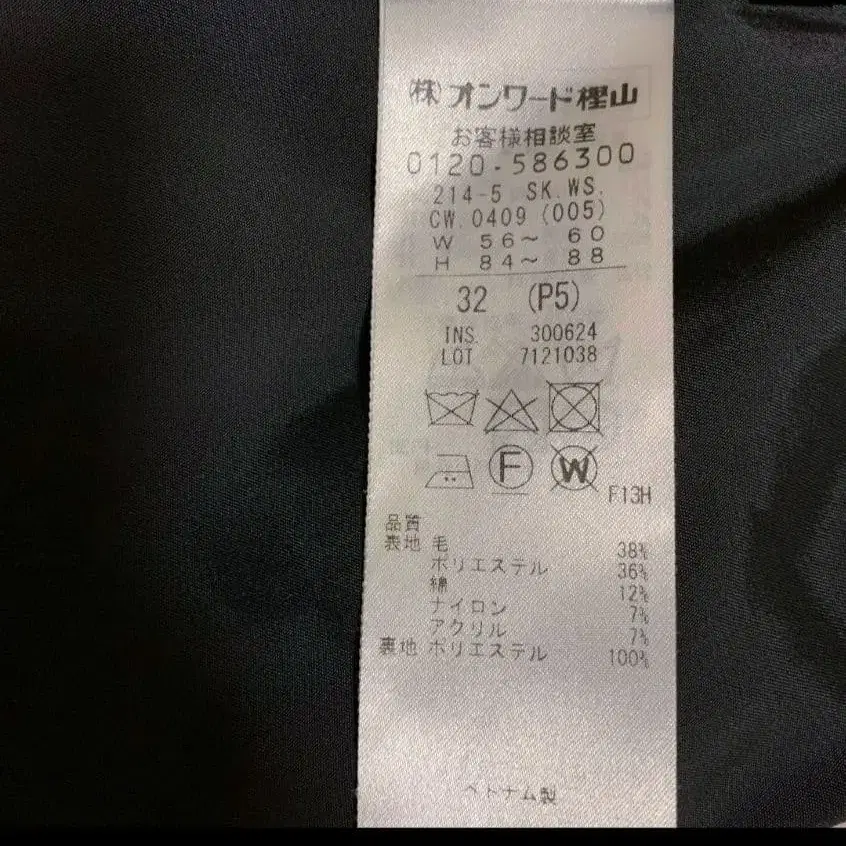 (株)オンワード樫山
お客様相談室
0120-586300
214-5 SK.WS.
CW.0409 (005)
W 56~ 60
H 84~ 88
32 (P5)
INS. 300624
LOT 7121038
F W
F13H
品質
表地 毛 38%
ポリエステル 36%
綿 12%
ナイロン 7%
アクリル 7%
裏地 ポリエステル 100%
ベトナム製